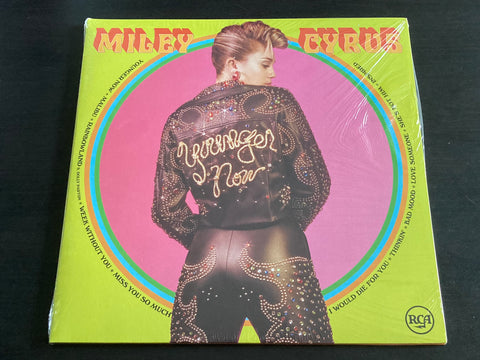 MILEY CYRUS
YOUNGER NOW • MALIBU • RAINBOWLAND
WEEK WITHOUT YOU • MISS YOU SO MUCH
Younger
Now
I WOULD DIE FOR YOU • THINKIN' • BAD MOOD • LOVE SOMEONE • SHE'S NOT HIM • INSPIRED
RCA